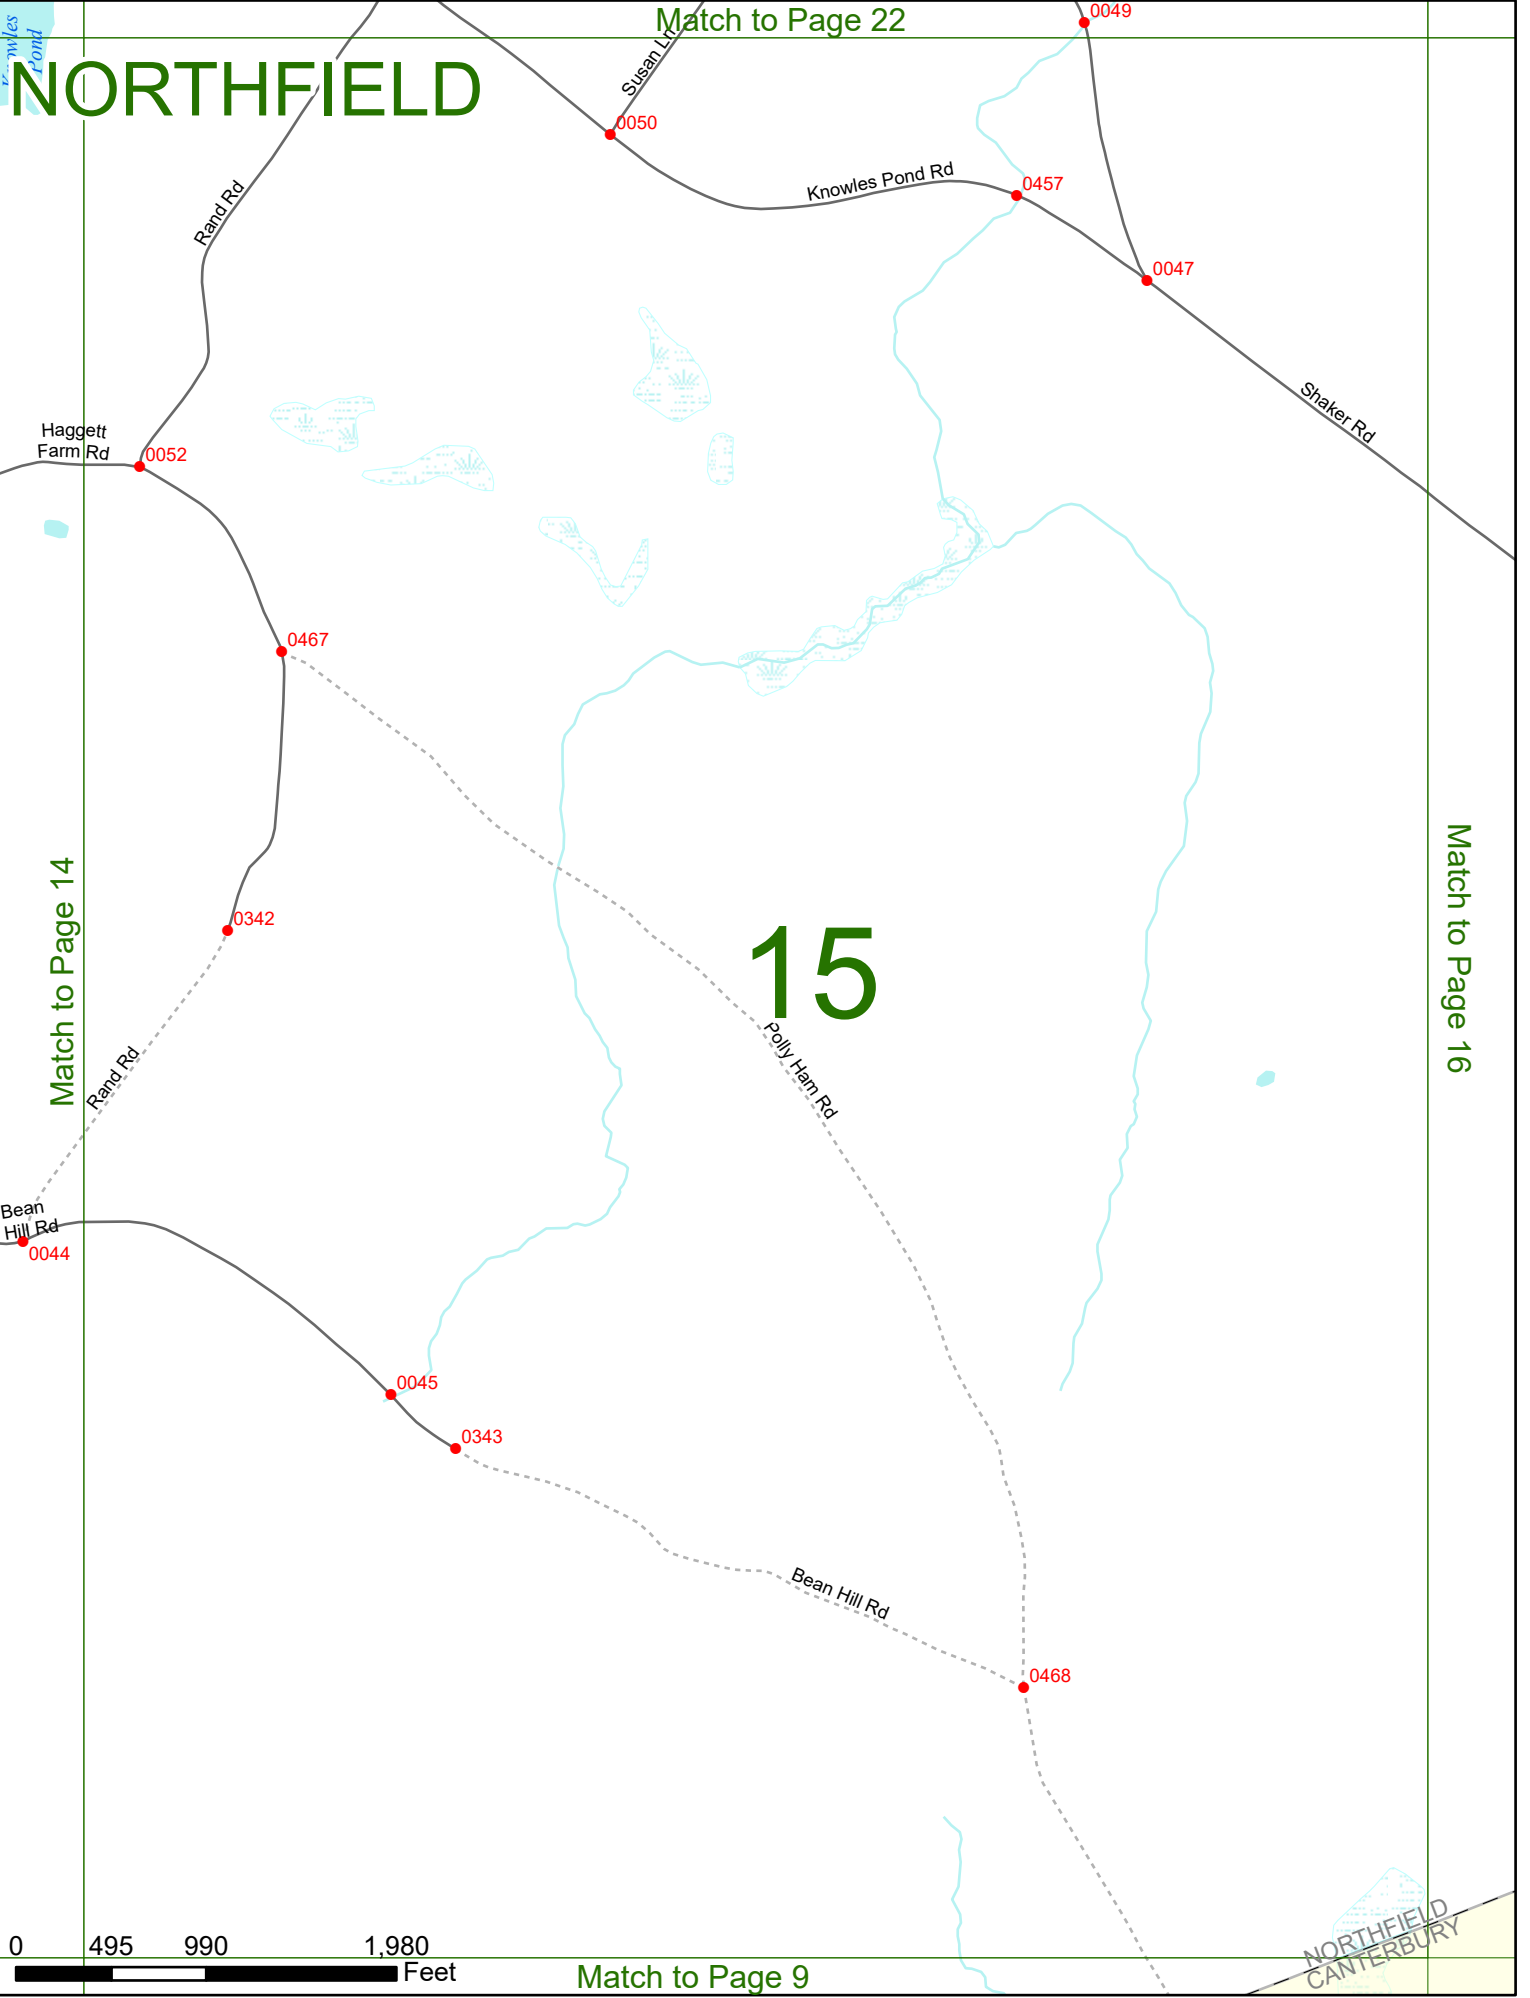 Match to Page 22
0049
Knowles
Pond
NORTHFIELD
Susan Ln
0050
Knowles Pond Rd
0457
Rand Rd
0047
Shaker Rd
Haggett
Farm Rd
0052
0467
Match to Page 14
Match to Page 16
0342
15
Polly Ham Rd
Rand Rd
Bean
Hill Rd
0044
0045
0343
Bean Hill Rd
0468
NORTHFIELD
CANTERBURY
0 495 990 1,980
Feet
Match to Page 9